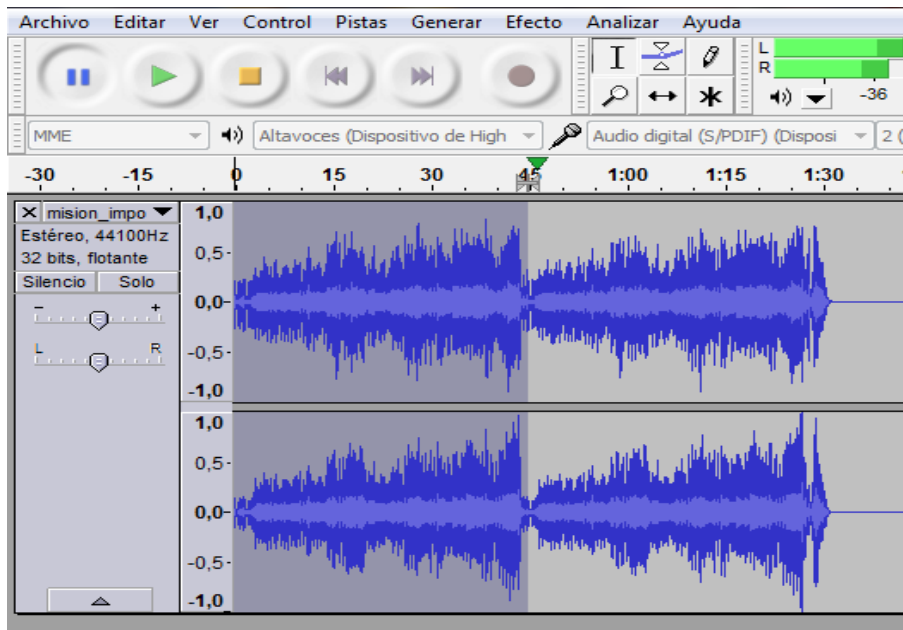 Archivo Editar Ver Control Pistas Generar Efecto Analizar Ayuda
L
R
-36
MME Altavoces (Dispositivo de High Audio digital (S/PDIF) (Disposi 2 (
-30 -15 0 15 30 45 1:00 1:15 1:30
mision_impo
Estéreo, 44100Hz
32 bits, flotante
Silencio Solo
- +
L R
1,0
0,5
0,0
-0,5
-1,0
1,0
0,5
0,0
-0,5
-1,0